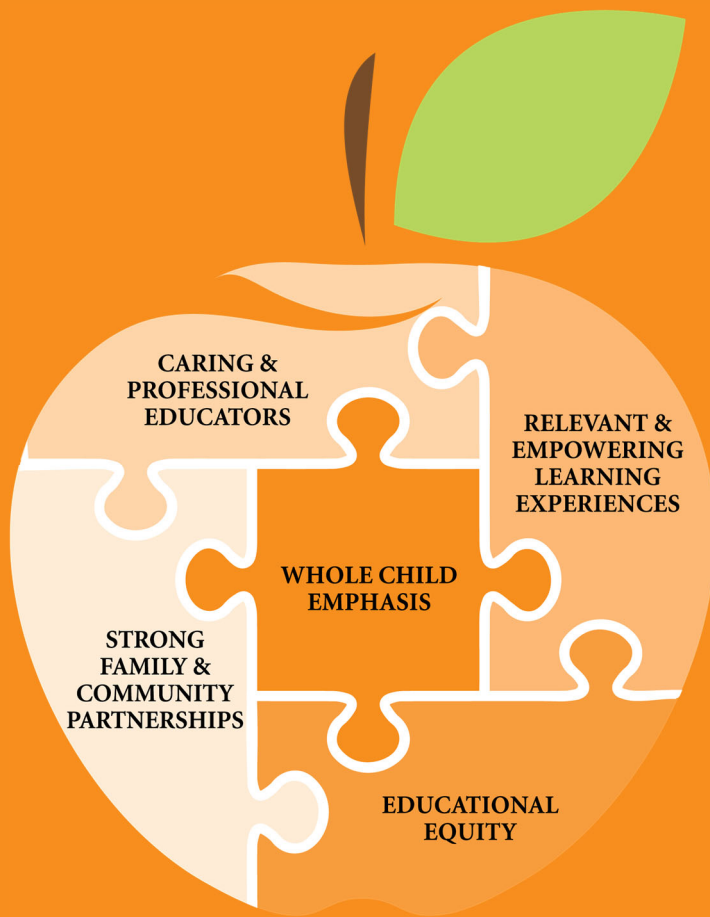 CARING &
PROFESSIONAL
EDUCATORS
RELEVANT &
EMPOWERING
LEARNING
EXPERIENCES
WHOLE CHILD
EMPHASIS
STRONG
FAMILY &
COMMUNITY
PARTNERSHIPS
EDUCATIONAL
EQUITY